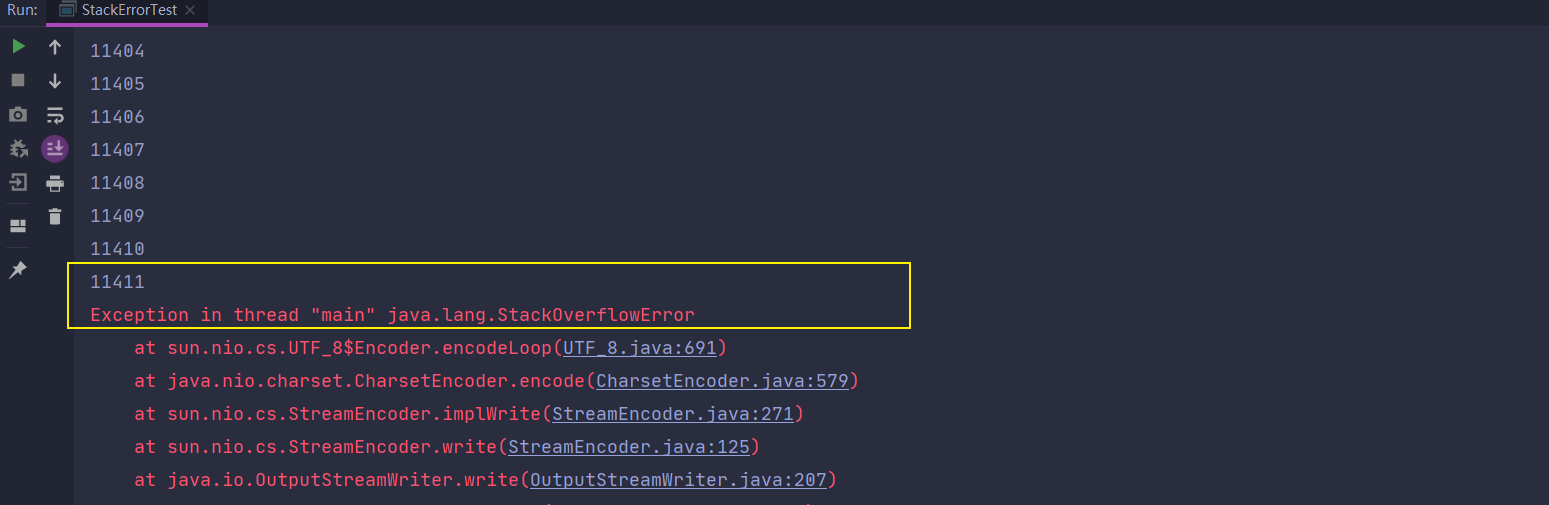 Run: StackErrorTest
11404
11405
11406
11407
11408
11409
11410
11411
Exception in thread "main" java.lang.StackOverflowError
at sun.nio.cs.UTF_8$Encoder.encodeLoop(UTF_8.java:691)
at java.nio.charset.CharsetEncoder.encode(CharsetEncoder.java:579)
at sun.nio.cs.StreamEncoder.implWrite(StreamEncoder.java:271)
at sun.nio.cs.StreamEncoder.write(StreamEncoder.java:125)
at java.io.OutputStreamWriter.write(OutputStreamWriter.java:207)